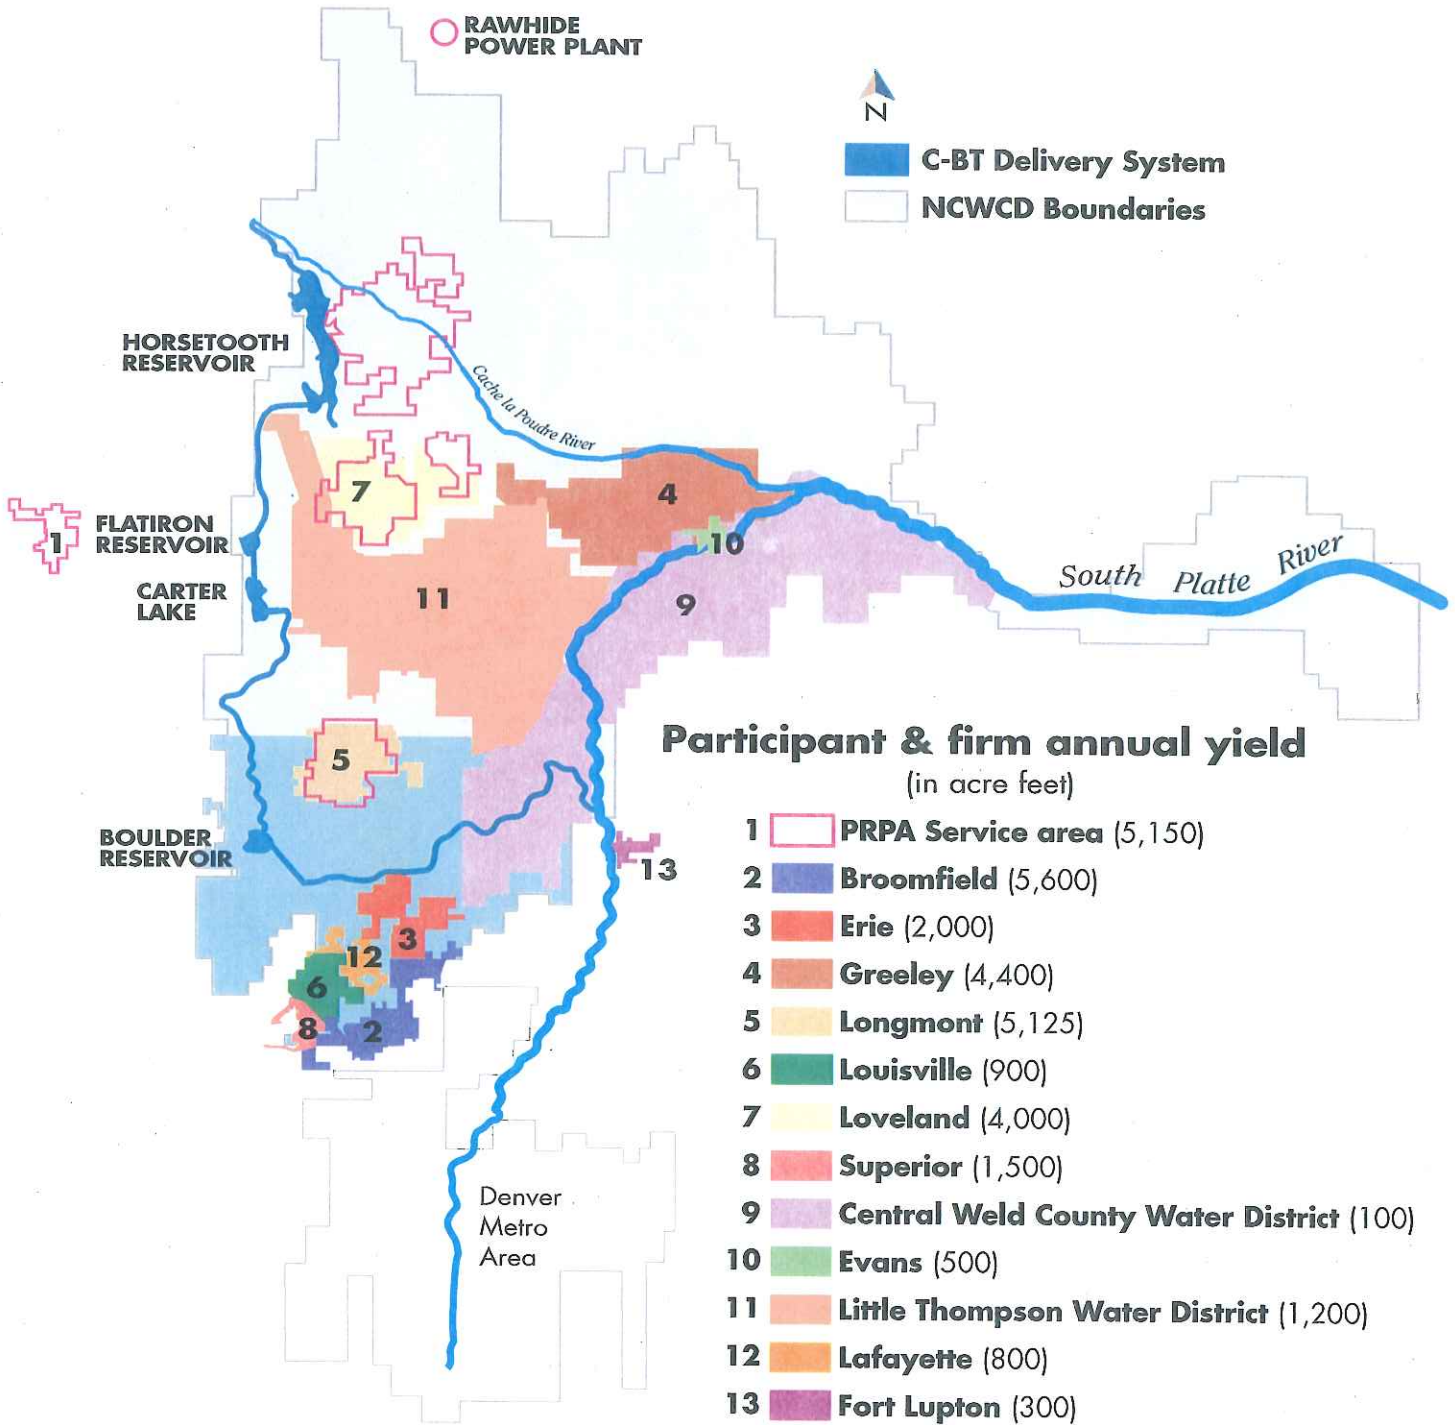 RAWHIDE
POWER PLANT
N
C-BT Delivery System
NCWCD Boundaries
HORSETOOTH
RESERVOIR
Cache la Poudre River
7
4
1
FLATIRON
RESERVOIR
10
CARTER
LAKE
11
9
South Platte River
5
BOULDER
RESERVOIR
13
3
12
6
8
2
Denver
Metro
Area
Participant & firm annual yield
(in acre feet)
1 PRPA Service area (5,150)
2 Broomfield (5,600)
3 Erie (2,000)
4 Greeley (4,400)
5 Longmont (5,125)
6 Louisville (900)
7 Loveland (4,000)
8 Superior (1,500)
9 Central Weld County Water District (100)
10 Evans (500)
11 Little Thompson Water District (1,200)
12 Lafayette (800)
13 Fort Lupton (300)